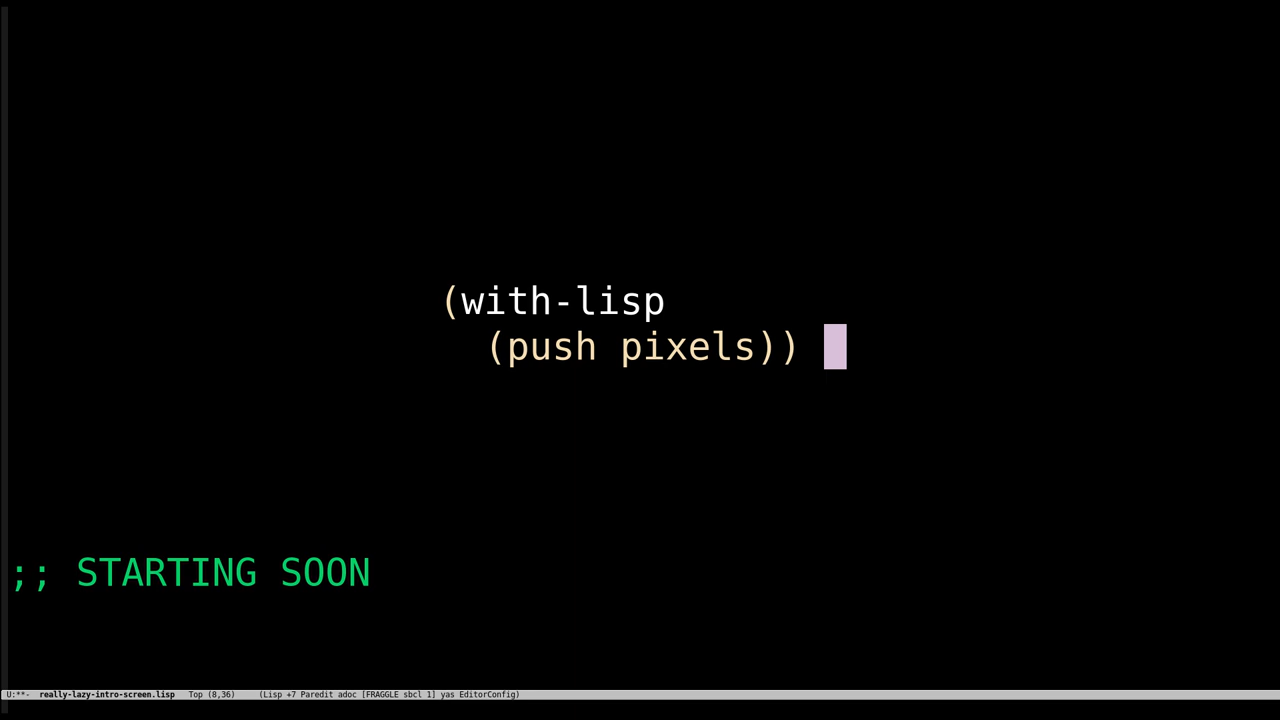 (with-lisp
(push pixels))
;; STARTING SOON
U:**- really-lazy-intro-screen.lisp Top (8,36) (Lisp +7 Paredit adoc [FRAGGLE sbcl 1] yas EditorConfig)